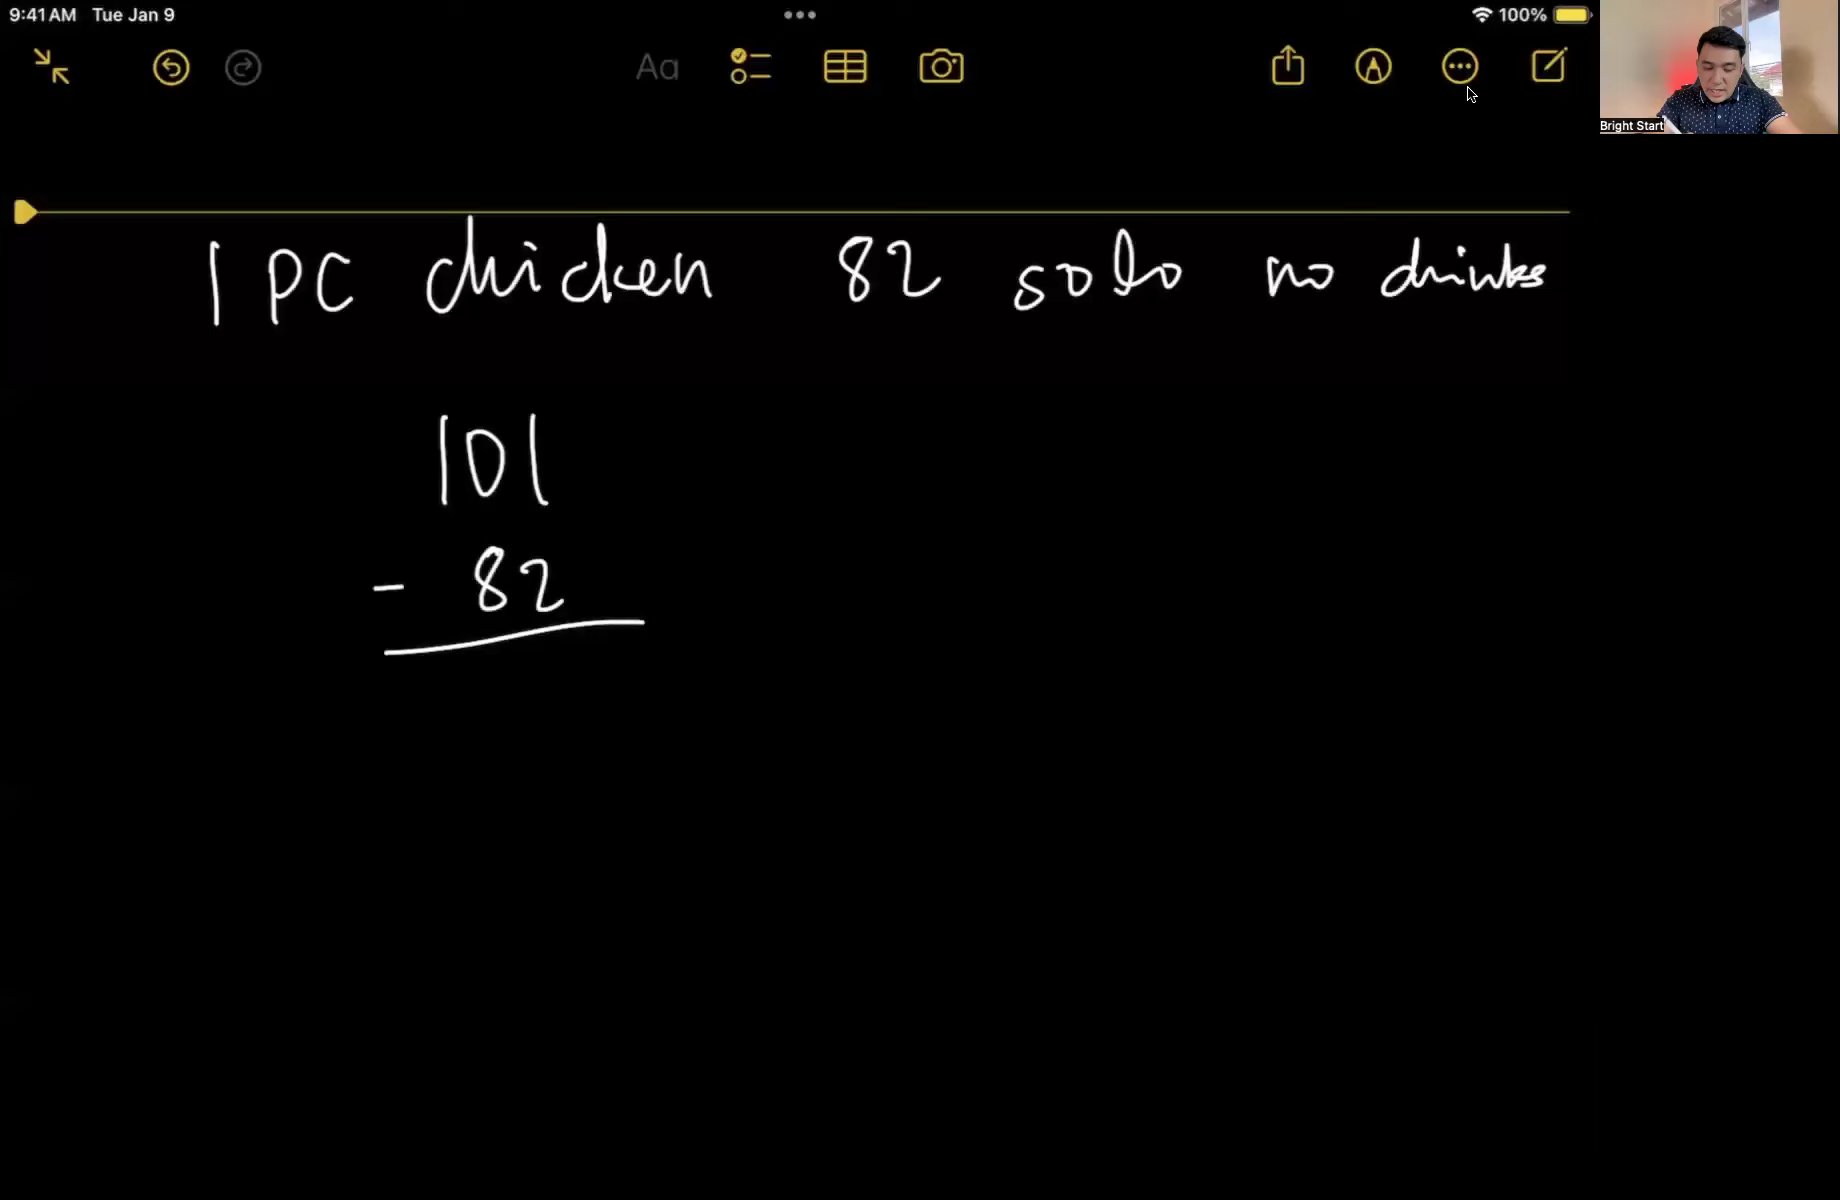 9:41 AM Tue Jan 9
100%
Aa
Bright Start
1 PC chicken 82 solo no drinks
101
- 82